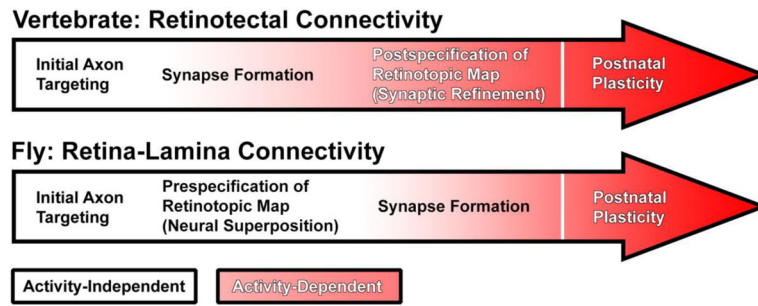 Vertebrate: Retinotectal Connectivity
Initial Axon
Targeting
Synapse Formation
Postspecification of
Retinotopic Map
(Synaptic Refinement)
Postnatal
Plasticity
Fly: Retina-Lamina Connectivity
Initial Axon
Targeting
Prespecification of
Retinotopic Map
(Neural Superposition)
Synapse Formation
Postnatal
Plasticity
Activity-Independent
Activity-Dependent